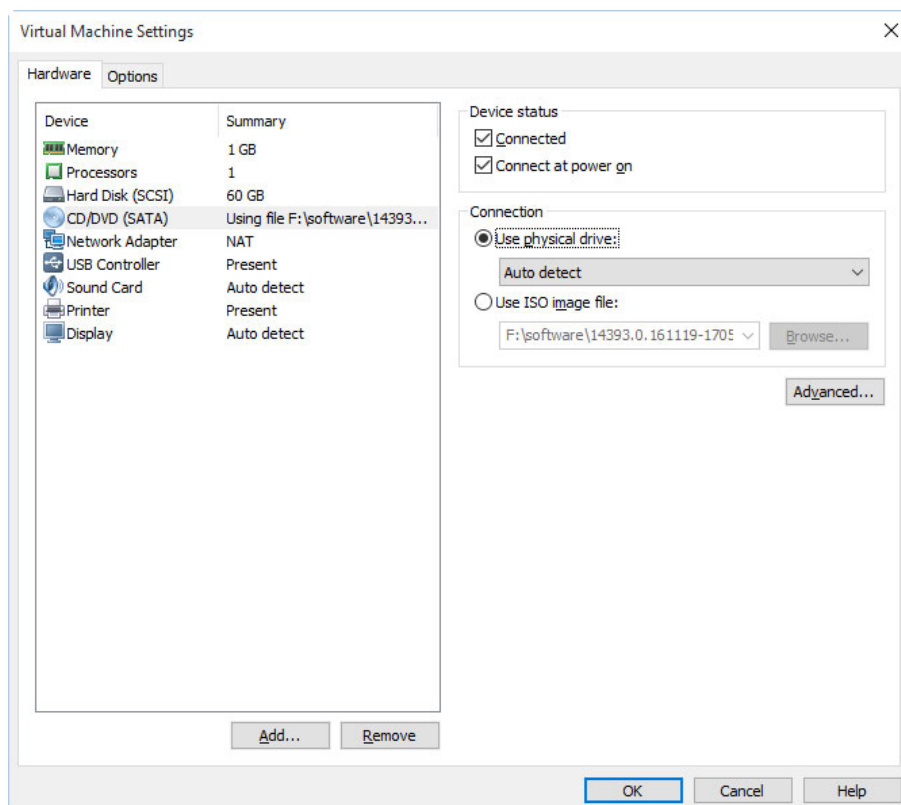 Virtual Machine Settings
Hardware Options
Device Summary
Memory 1 GB
Processors 1
Hard Disk (SCSI) 60 GB
CD/DVD (SATA) Using file F:\software\14393...
Network Adapter NAT
USB Controller Present
Sound Card Auto detect
Printer Present
Display Auto detect
Add... Remove
Device status
Connected
Connect at power on
Connection
Use physical drive:
Auto detect
Use ISO image file:
F:\software\14393.0.161119-1705 Browse...
Advanced...
OK Cancel Help